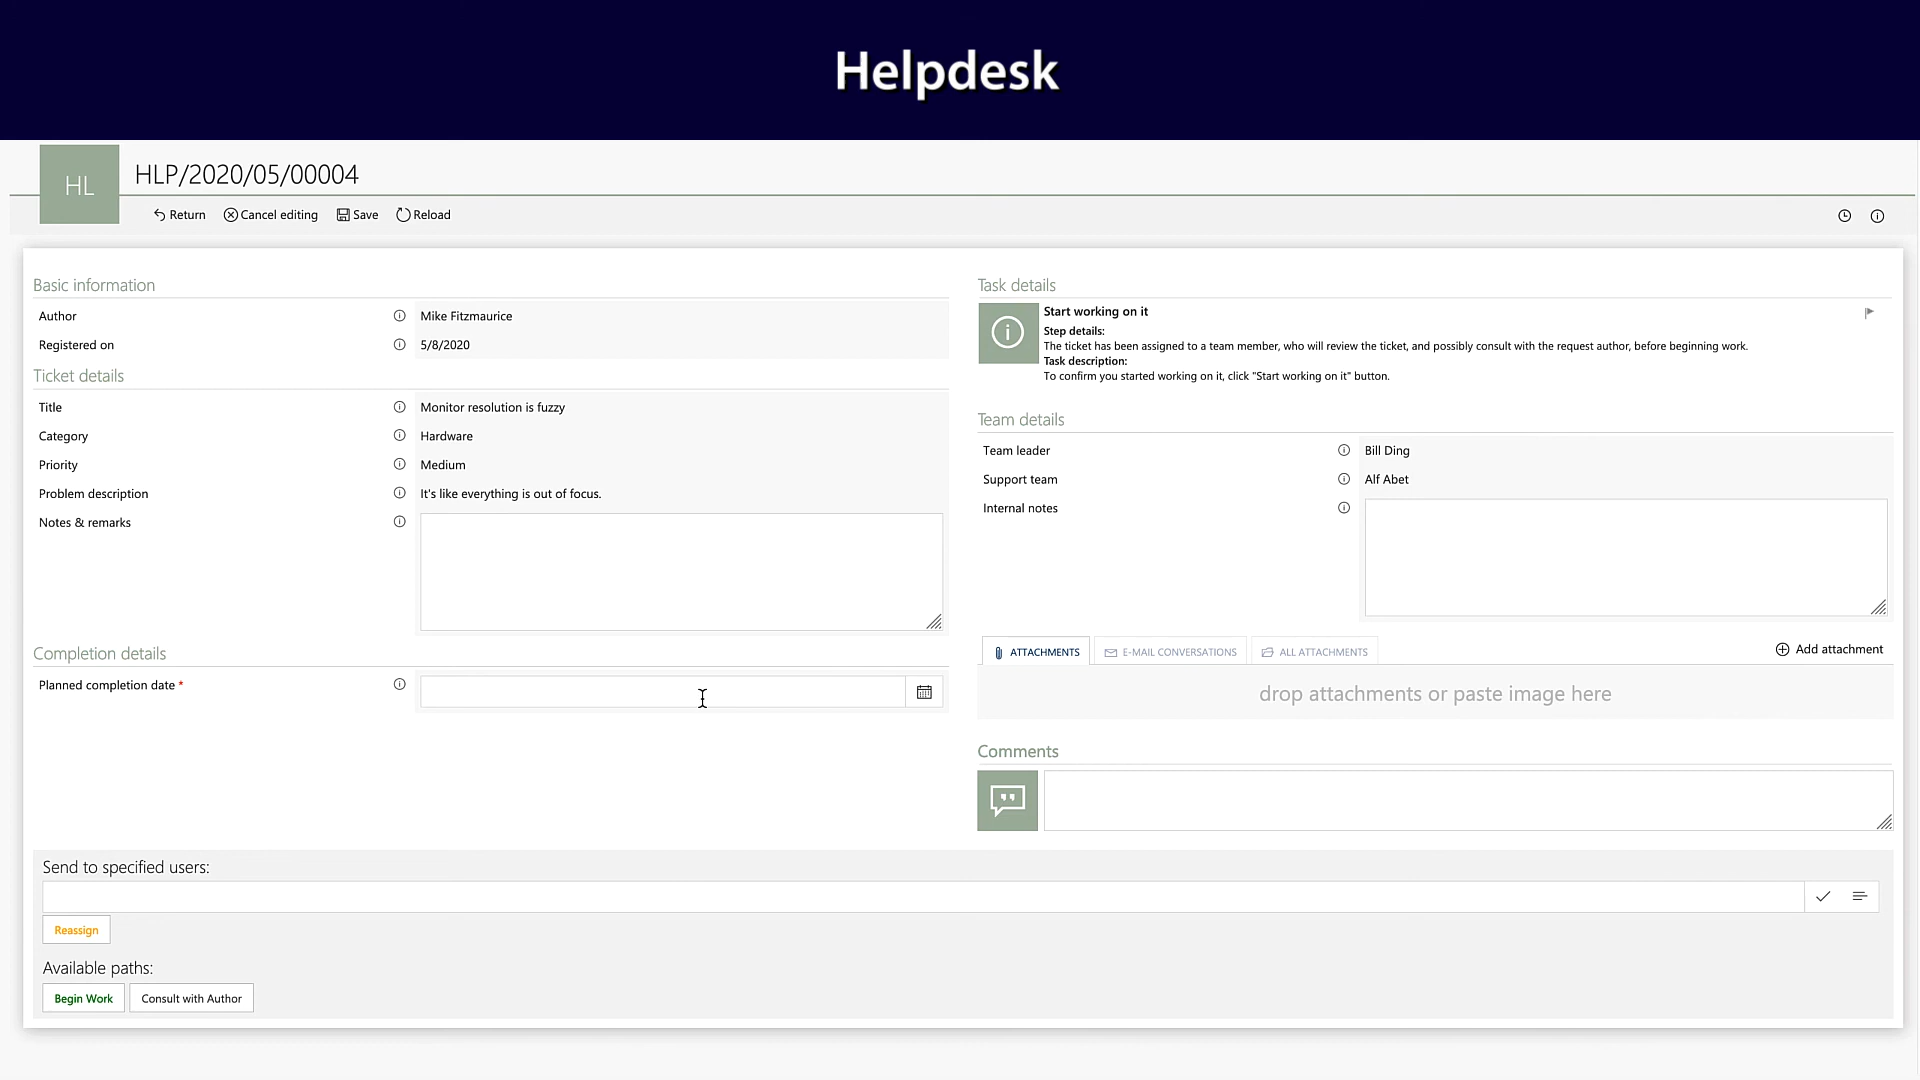 Helpdesk
HL
HLP/2020/05/00004
Return
Cancel editing
Save
Reload
Basic information
Author
Mike Fitzmaurice
Registered on
5/8/2020
Ticket details
Title
Monitor resolution is fuzzy
Category
Hardware
Priority
Medium
Problem description
It's like everything is out of focus.
Notes & remarks
Completion details
Planned completion date *
Task details
Start working on it
Step details:
The ticket has been assigned to a team member, who will review the ticket, and possibly consult with the request author, before beginning work.
Task description:
To confirm you started working on it, click "Start working on it" button.
Team details
Team leader
Bill Ding
Support team
Alf Abet
Internal notes
ATTACHMENTS
E-MAIL CONVERSATIONS
ALL ATTACHMENTS
Add attachment
drop attachments or paste image here
Comments
Send to specified users:
Reassign
Available paths:
Begin Work
Consult with Author